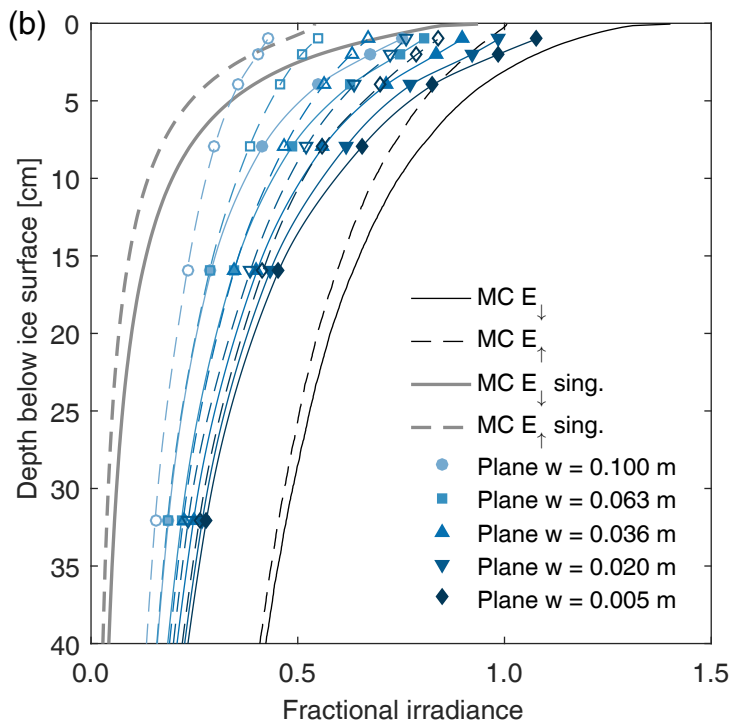 (b)
0
5
10
15
20
25
30
35
40
Depth below ice surface [cm]
MC E↓
MC E↑
MC E↓ sing.
MC E↑ sing.
Plane w = 0.100 m
Plane w = 0.063 m
Plane w = 0.036 m
Plane w = 0.020 m
Plane w = 0.005 m
0.0 0.5 1.0 1.5
Fractional irradiance